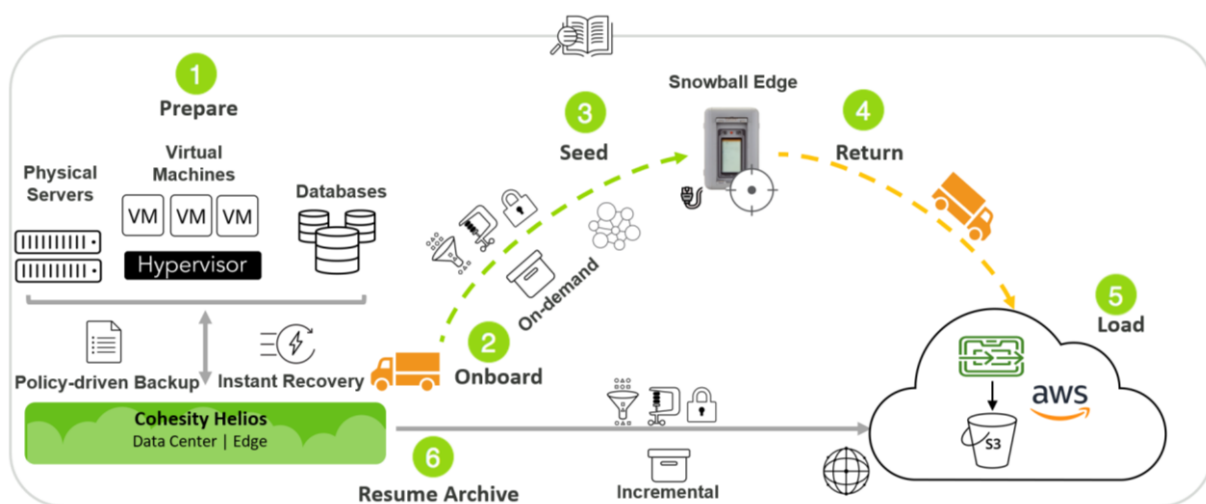 1
Prepare
Physical
Servers
Virtual
Machines
Databases
VM VM VM
Hypervisor
Policy-driven Backup
Instant Recovery
Cohesity Helios
Data Center | Edge
2
Onboard
3
Seed
On-demand
Snowball Edge
4
Return
5
Load
aws
S3
6
Resume Archive
Incremental